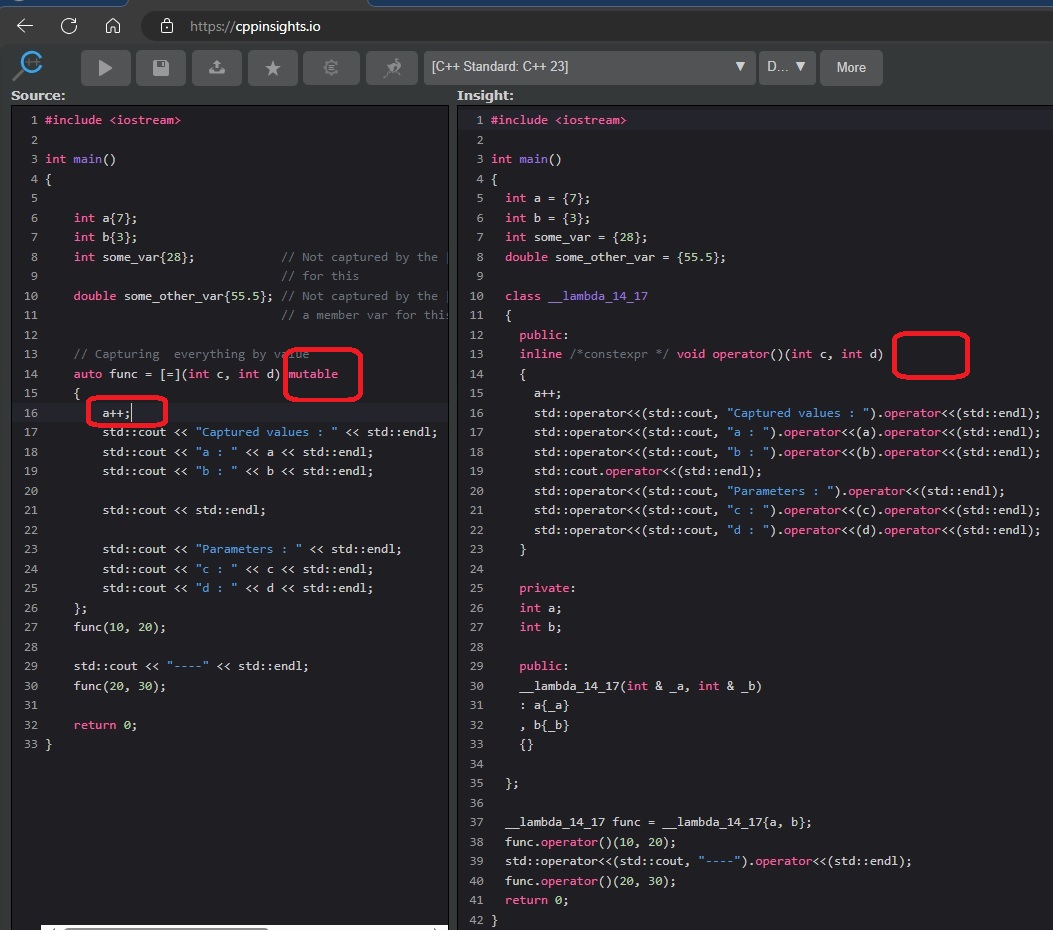 https://cppinsights.io
[C++ Standard: C++ 23] ▼
D... ▼
More
Source:
1 #include <iostream>
2
3 int main()
4 {
5
6     int a{7};
7     int b{3};
8     int some_var{28};            // Not captured by the
9                                  // for this
10     double some_other_var{55.5}; // Not captured by the
11                                  // a member var for this
12
13     // Capturing  everything by value
14     auto func = [=](int c, int d) mutable
15     {
16         a++;
17         std::cout << "Captured values : " << std::endl;
18         std::cout << "a : " << a << std::endl;
19         std::cout << "b : " << b << std::endl;
20
21         std::cout << std::endl;
22
23         std::cout << "Parameters : " << std::endl;
24         std::cout << "c : " << c << std::endl;
25         std::cout << "d : " << d << std::endl;
26     };
27     func(10, 20);
28
29     std::cout << "----" << std::endl;
30     func(20, 30);
31
32     return 0;
33 }
Insight:
1 #include <iostream>
2
3 int main()
4 {
5   int a = {7};
6   int b = {3};
7   int some_var = {28};
8   double some_other_var = {55.5};
9
10   class __lambda_14_17
11   {
12     public:
13     inline /*constexpr */ void operator()(int c, int d)
14     {
15       a++;
16       std::operator<<(std::cout, "Captured values : ").operator<<(std::endl);
17       std::operator<<(std::cout, "a : ").operator<<(a).operator<<(std::endl);
18       std::operator<<(std::cout, "b : ").operator<<(b).operator<<(std::endl);
19       std::cout.operator<<(std::endl);
20       std::operator<<(std::cout, "Parameters : ").operator<<(std::endl);
21       std::operator<<(std::cout, "c : ").operator<<(c).operator<<(std::endl);
22       std::operator<<(std::cout, "d : ").operator<<(d).operator<<(std::endl);
23     }
24
25     private:
26     int a;
27     int b;
28
29     public:
30     __lambda_14_17(int & _a, int & _b)
31     : a{_a}
32     , b{_b}
33     {}
34
35   };
36
37   __lambda_14_17 func = __lambda_14_17{a, b};
38   func.operator()(10, 20);
39   std::operator<<(std::cout, "----").operator<<(std::endl);
40   func.operator()(20, 30);
41   return 0;
42 }